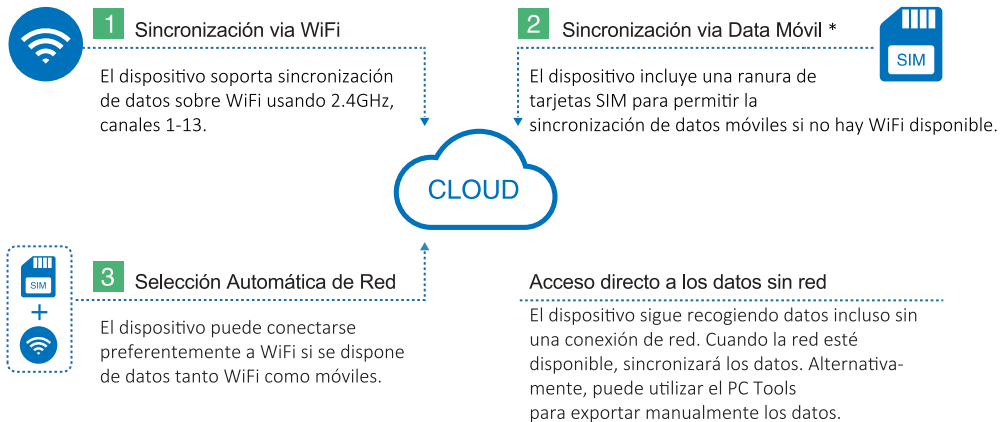 1 Sincronización via WiFi
El dispositivo soporta sincronización
de datos sobre WiFi usando 2.4GHz,
canales 1-13.
2 Sincronización via Data Móvil *
SIM
El dispositivo incluye una ranura de
tarjetas SIM para permitir la
sincronización de datos móviles si no hay WiFi disponible.
CLOUD
SIM
+
3 Selección Automática de Red
El dispositivo puede conectarse
preferentemente a WiFi si se dispone
de datos tanto WiFi como móviles.
Acceso directo a los datos sin red
El dispositivo sigue recogiendo datos incluso sin
una conexión de red. Cuando la red esté
disponible, sincronizará los datos. Alternativa-
mente, puede utilizar el PC Tools
para exportar manualmente los datos.